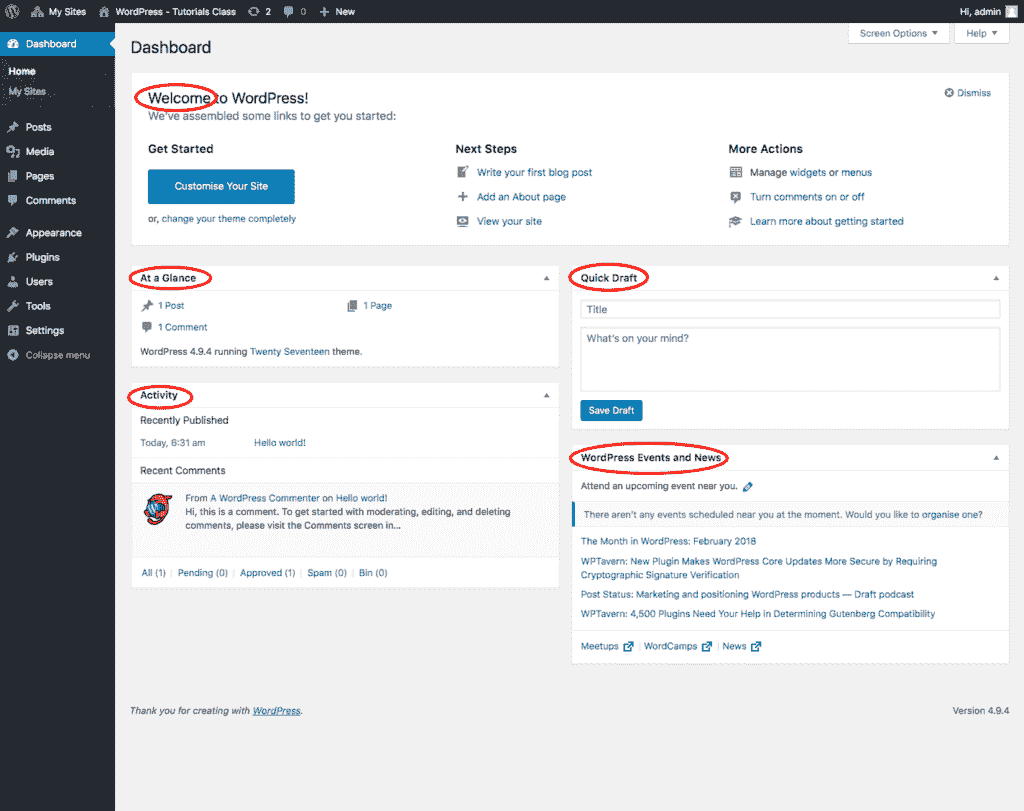 My Sites WordPress - Tutorials Class 2 0 New Hi, admin
Dashboard
Home
My Sites
Posts
Media
Pages
Comments
Appearance
Plugins
Users
Tools
Settings
Collapse menu
Screen Options Help
Dashboard
Welcome to WordPress!
We've assembled some links to get you started:
Dismiss
Get Started
Customise Your Site
or, change your theme completely
Next Steps
Write your first blog post
Add an About page
View your site
More Actions
Manage widgets or menus
Turn comments on or off
Learn more about getting started
At a Glance
1 Post 1 Page
1 Comment
WordPress 4.9.4 running Twenty Seventeen theme.
Activity
Recently Published
Today, 6:31 am Hello world!
Recent Comments
From A WordPress Commenter on Hello world!
Hi, this is a comment. To get started with moderating, editing, and deleting
comments, please visit the Comments screen in...
All (1) | Pending (0) | Approved (1) | Spam (0) | Bin (0)
Quick Draft
Title
What's on your mind?
Save Draft
WordPress Events and News
Attend an upcoming event near you.
There aren't any events scheduled near you at the moment. Would you like to organise one?
The Month in WordPress: February 2018
WPTavern: New Plugin Makes WordPress Core Updates More Secure by Requiring
Cryptographic Signature Verification
Post Status: Marketing and positioning WordPress products — Draft podcast
WPTavern: 4,500 Plugins Need Your Help in Determining Gutenberg Compatibility
Meetups | WordCamps | News
Thank you for creating with WordPress.
Version 4.9.4